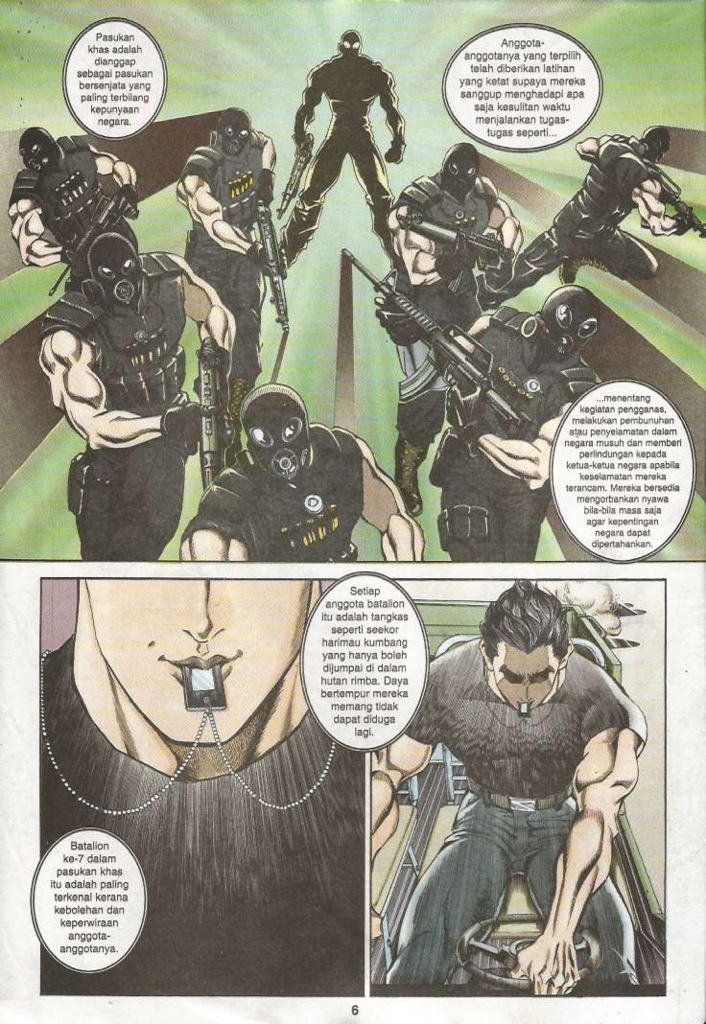 Pasukan
khas adalah
dianggap
sebagai pasukan
bersenjata yang
paling terbilang
kepunyaan
negara.
Anggota-
anggotanya yang terpilih
telah diberikan latihan
yang ketat supaya mereka
sanggup menghadapi apa
saja kesulitan waktu
menjalankan tugas-
tugas seperti...
...menentang
kegiatan pengganas,
melakukan pembunuhan
atau penyelamatan dalam
negara musuh dan memberi
perlindungan kepada
ketua-ketua negara apabila
keselamatan mereka
terancam. Mereka bersedia
mengorbankan nyawa
bila-bila masa saja
agar kepentingan
negara dapat
dipertahankan.
Setiap
anggota batalion
itu adalah tangkas
seperti seekor
harimau kumbang
yang hanya boleh
dijumpai di dalam
hutan rimba. Daya
bertempur mereka
memang tidak
dapat diduga
lagi.
Batalion
ke-7 dalam
pasukan khas
itu adalah paling
terkenal kerana
kebolehan dan
keperwiraan
anggota-
anggotanya.
6